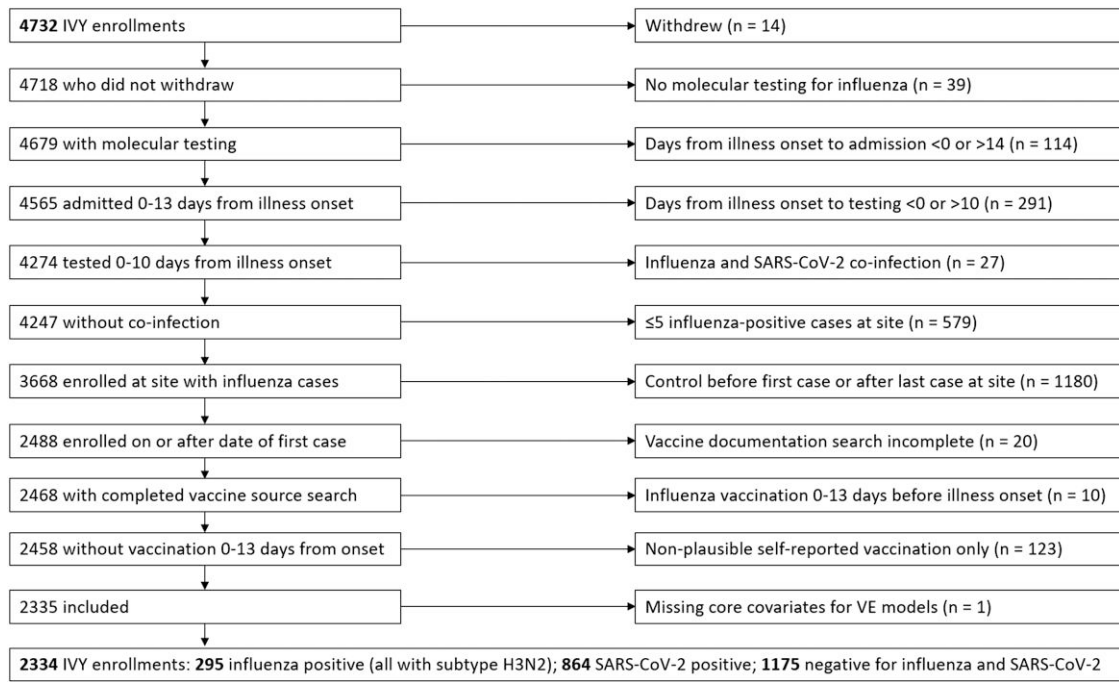 4732 IVY enrollments
Withdrew (n = 14)
4718 who did not withdraw
No molecular testing for influenza (n = 39)
4679 with molecular testing
Days from illness onset to admission <0 or >14 (n = 114)
4565 admitted 0-13 days from illness onset
Days from illness onset to testing <0 or >10 (n = 291)
4274 tested 0-10 days from illness onset
Influenza and SARS-CoV-2 co-infection (n = 27)
4247 without co-infection
≤5 influenza-positive cases at site (n = 579)
3668 enrolled at site with influenza cases
Control before first case or after last case at site (n = 1180)
2488 enrolled on or after date of first case
Vaccine documentation search incomplete (n = 20)
2468 with completed vaccine source search
Influenza vaccination 0-13 days before illness onset (n = 10)
2458 without vaccination 0-13 days from onset
Non-plausible self-reported vaccination only (n = 123)
2335 included
Missing core covariates for VE models (n = 1)
2334 IVY enrollments: 295 influenza positive (all with subtype H3N2); 864 SARS-CoV-2 positive; 1175 negative for influenza and SARS-CoV-2